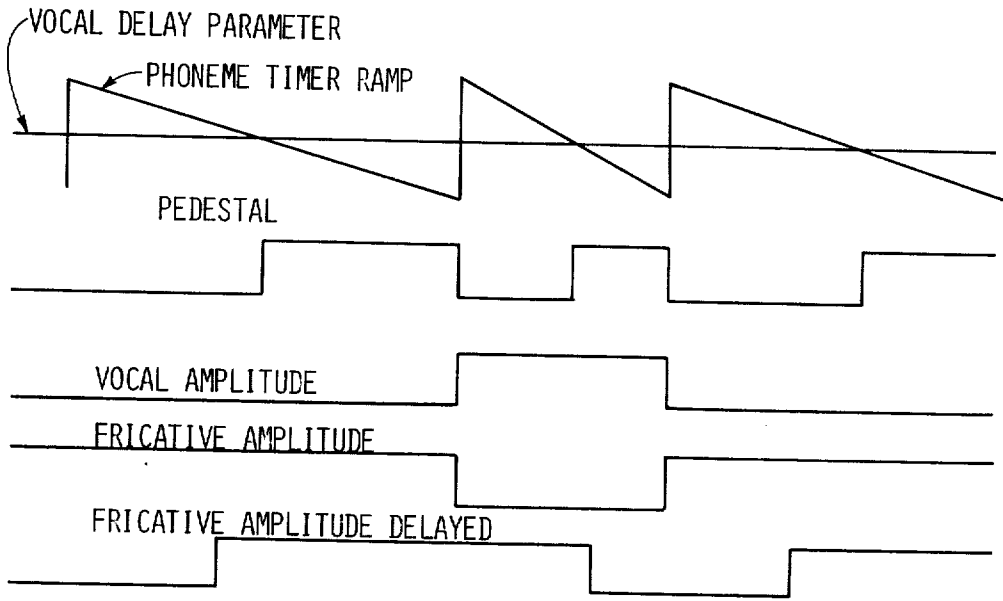 VOCAL DELAY PARAMETER
PHONEME TIMER RAMP
PEDESTAL
VOCAL AMPLITUDE
FRICATIVE AMPLITUDE
FRICATIVE AMPLITUDE DELAYED